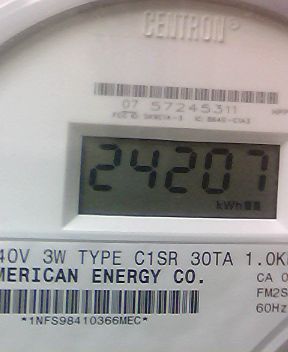 CENTRON®
07 57245311
24207
kWh
40V 3W TYPE C1SR 30TA 1.0K
MERICAN ENERGY CO.
CA 0
FM2S
60Hz
*1NFS98410366MEC*